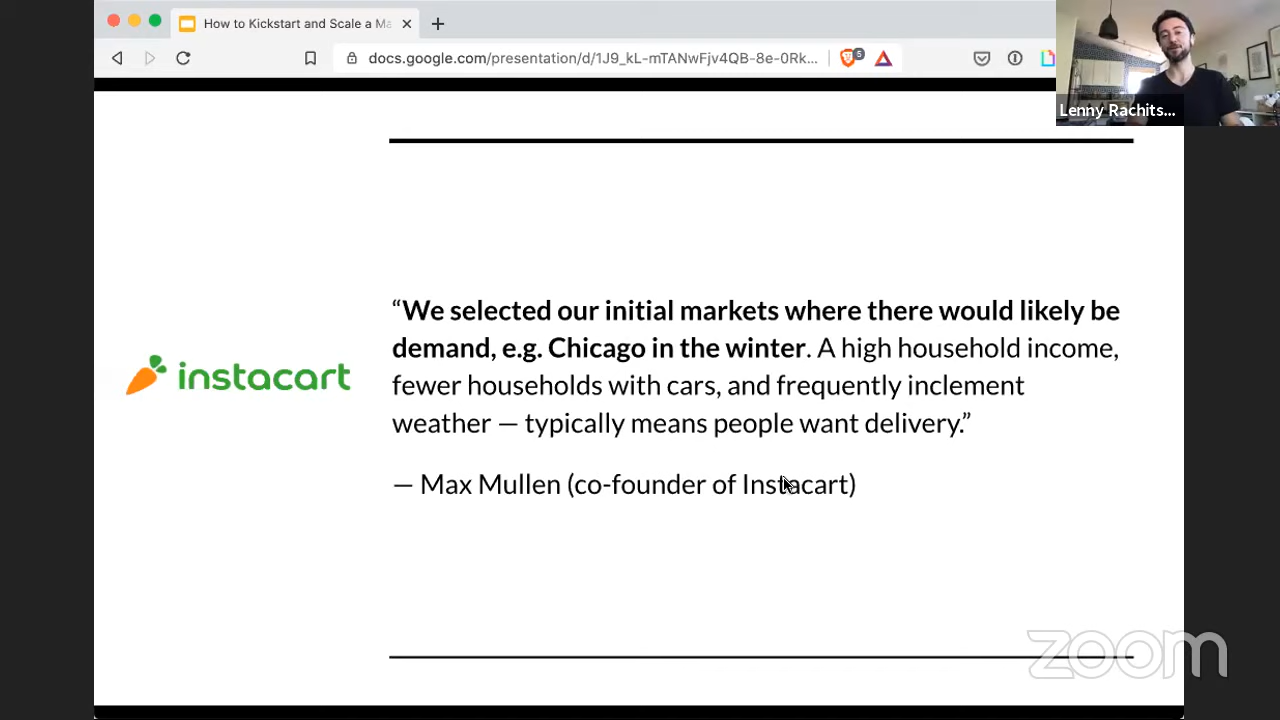 How to Kickstart and Scale a Ma
docs.google.com/presentation/d/1J9_kL-mTANwFjv4QB-8e-0Rk...
5
Lenny Rachits...
“We selected our initial markets where there would likely be
demand, e.g. Chicago in the winter. A high household income,
fewer households with cars, and frequently inclement
weather — typically means people want delivery.”
instacart
— Max Mullen (co-founder of Instacart)
zoom